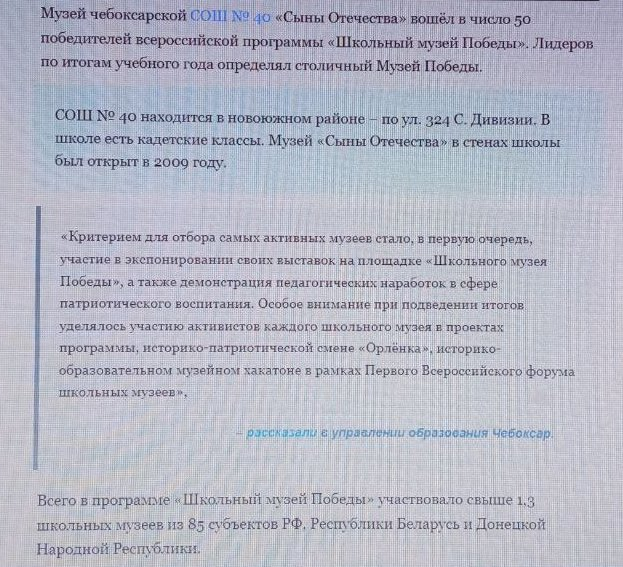 Музей чебоксарской СОШ № 40 «Сыны Отечества» вошёл в число 50
победителей всероссийской программы «Школьный музей Победы». Лидеров
по итогам учебного года определял столичный Музей Победы.
СОШ № 40 находится в новоюжном районе – по ул. 324 С. Дивизии. В
школе есть кадетские классы. Музей «Сыны Отечества» в стенах школы
был открыт в 2009 году.
«Критерием для отбора самых активных музеев стало, в первую очередь,
участие в экспонировании своих выставок на площадке «Школьного музея
Победы», а также демонстрация педагогических наработок в сфере
патриотического воспитания. Особое внимание при подведении итогов
уделялось участию активистов каждого школьного музея в проектах
программы, историко-патриотической смене «Орлёнка», историко-
образовательном музейном хакатоне в рамках Первого Всероссийского форума
школьных музеев»,
– рассказали в управлении образования Чебоксар.
Всего в программе «Школьный музей Победы» участвовало свыше 1,3
школьных музеев из 85 субъектов РФ, Республики Беларусь и Донецкой
Народной Республики.